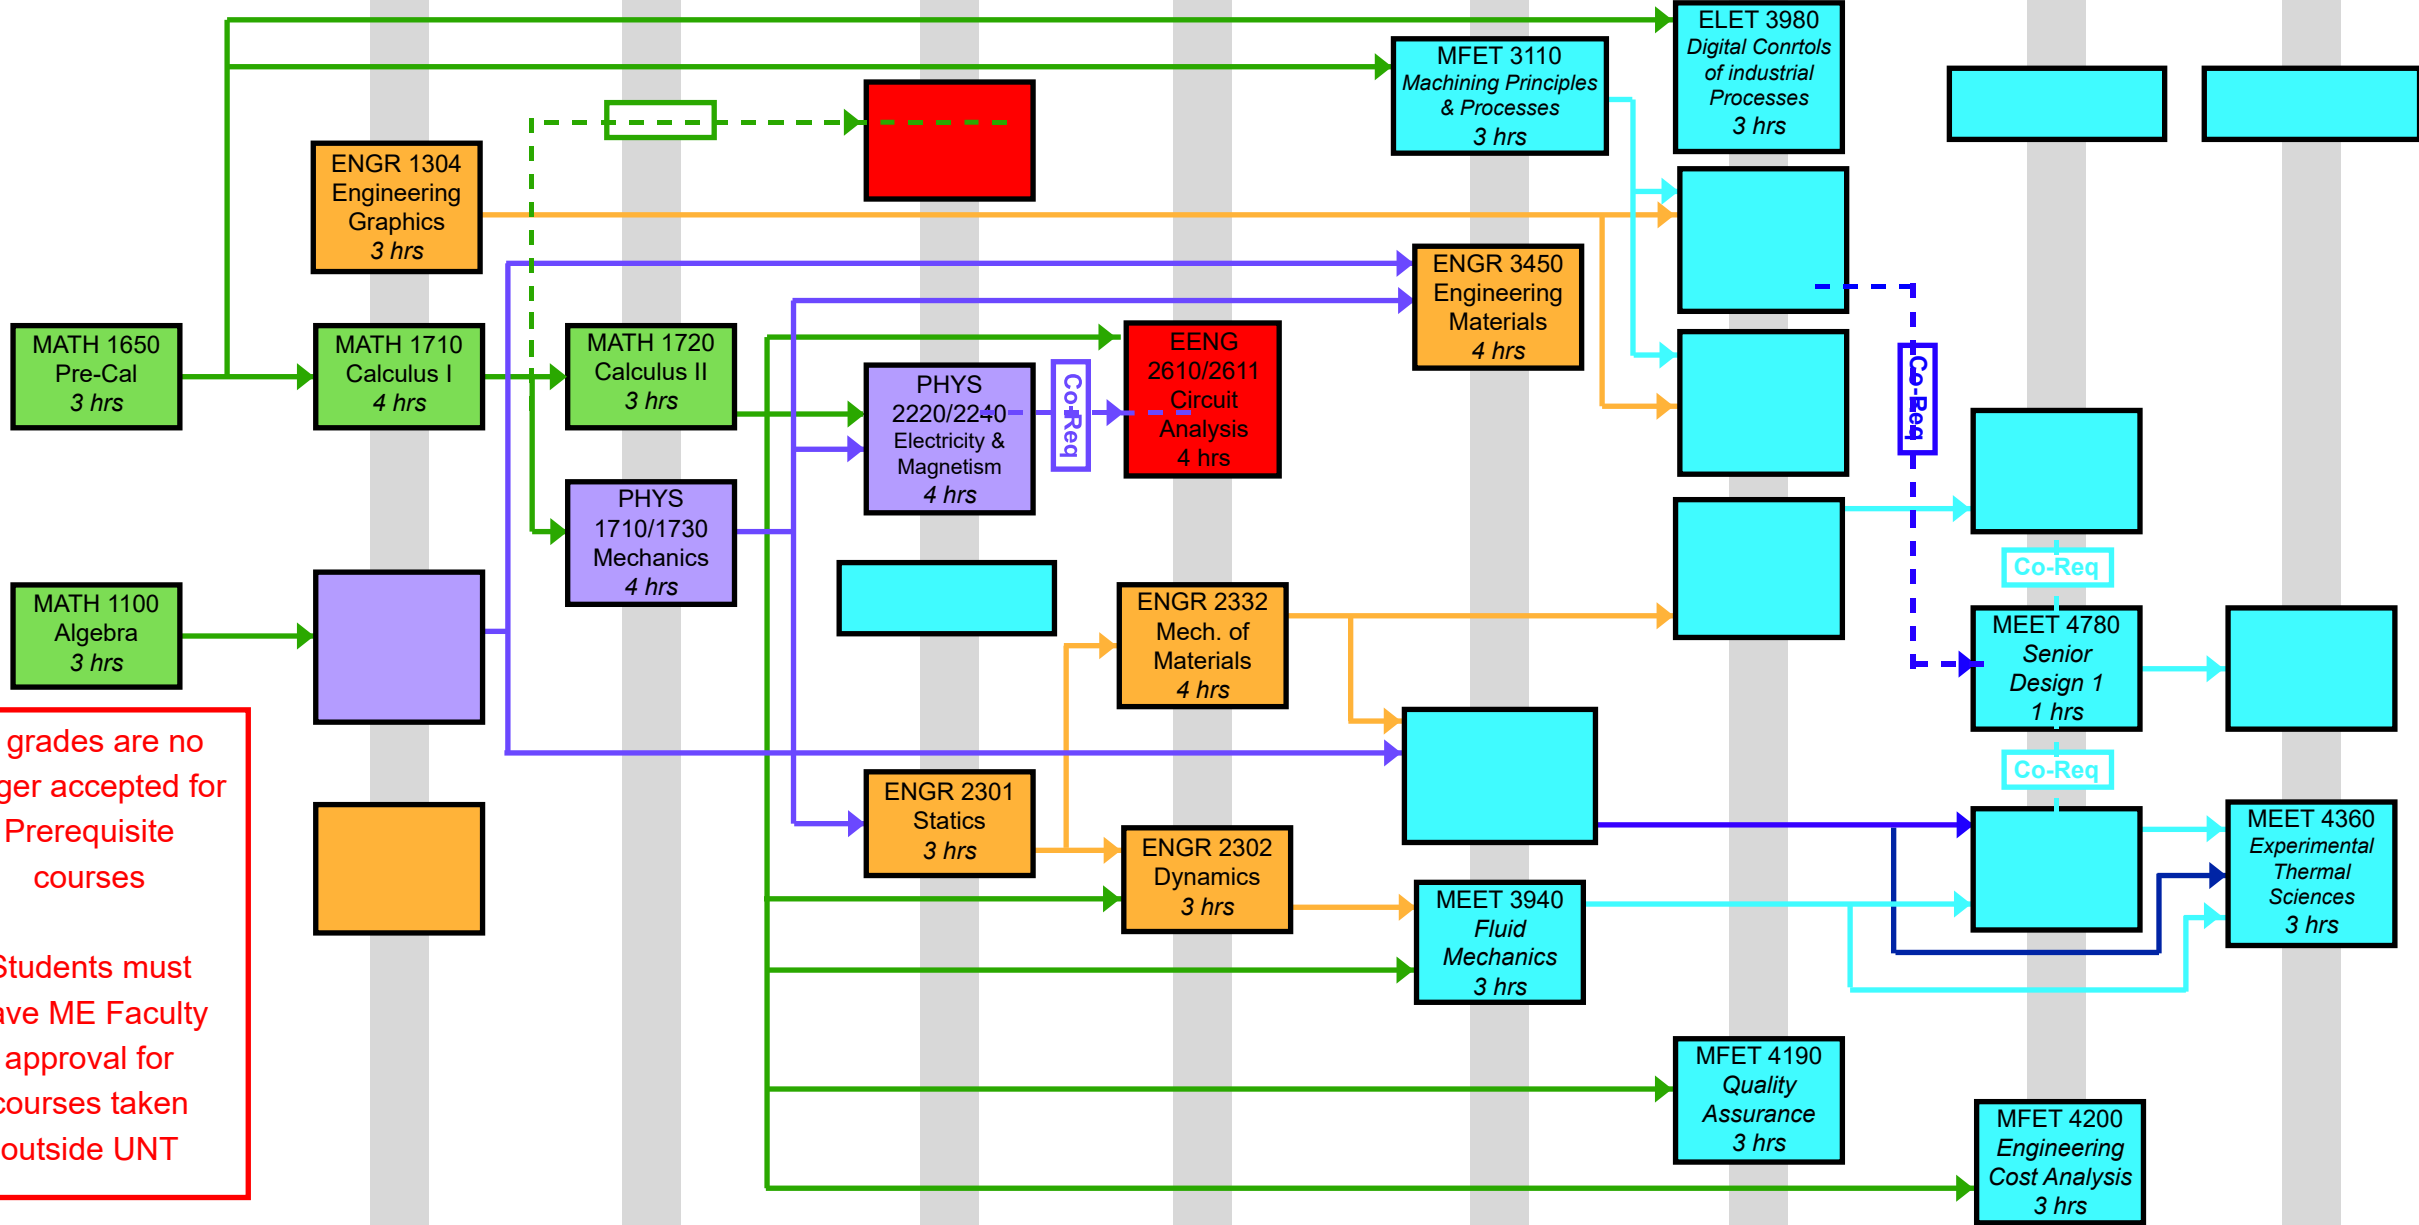 ELET 3980
Digital Conrtols
of industrial
Processes
3 hrs
MFET 3110
Machining Principles
& Processes
3 hrs
ENGR 1304
Engineering
Graphics
3 hrs
ENGR 3450
Engineering
Materials
4 hrs
MATH 1650
Pre-Cal
3 hrs
MATH 1710
Calculus I
4 hrs
MATH 1720
Calculus II
3 hrs
PHYS
2220/2240
Electricity &
Magnetism
4 hrs
Co-Req
EENG
2610/2611
Circuit
Analysis
4 hrs
Co-Req
PHYS
1710/1730
Mechanics
4 hrs
MATH 1100
Algebra
3 hrs
ENGR 2332
Mech. of
Materials
4 hrs
Co-Req
MEET 4780
Senior
Design 1
1 hrs
Co-Req
grades are no
ger accepted for
Prerequisite
courses
Students must
ave ME Faculty
approval for
courses taken
outside UNT
ENGR 2301
Statics
3 hrs
ENGR 2302
Dynamics
3 hrs
MEET 3940
Fluid
Mechanics
3 hrs
MEET 4360
Experimental
Thermal
Sciences
3 hrs
MFET 4190
Quality
Assurance
3 hrs
MFET 4200
Engineering
Cost Analysis
3 hrs